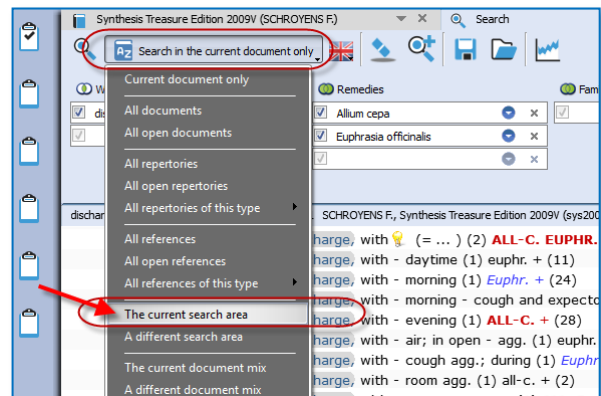 Synthesis Treasure Edition 2009V (SCHROYENS F.)
Search
AZ Search in the current document only
Current document only
W
Remedies
Fam
dis
Allium cepa
All documents
Euphrasia officinalis
All open documents
All repertories
All open repertories
All repertories of this type
dischar
SCHROYENS F., Synthesis Treasure Edition 2009V (sys200
All references
harge, with (= ... ) (2) ALL-C. EUPHR.
All open references
harge, with - daytime (1) euphr. + (11)
All references of this type
harge, with - morning (1) Euphr. + (24)
harge, with - morning - cough and expecto
The current search area
harge, with - evening (1) ALL-C. + (28)
A different search area
harge, with - air; in open - agg. (1) euphr.
harge, with - cough agg.; during (1) Euphr
The current document mix
harge, with - room agg. (1) all-c. + (2)
A different document mix